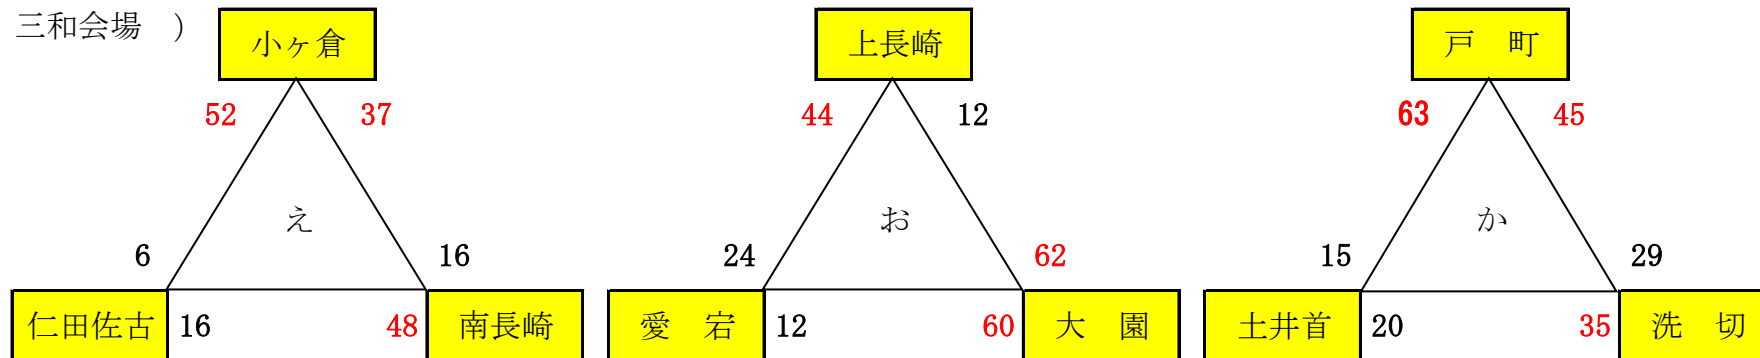 三和会場 )
小ヶ倉 上長崎 戸 町
52 37 44 12 63 45
え お か
6 16 24 62 15 29
仁田佐古 16 48 南長崎 愛 宕 12 60 大 園 土井首 20 35 洗 切